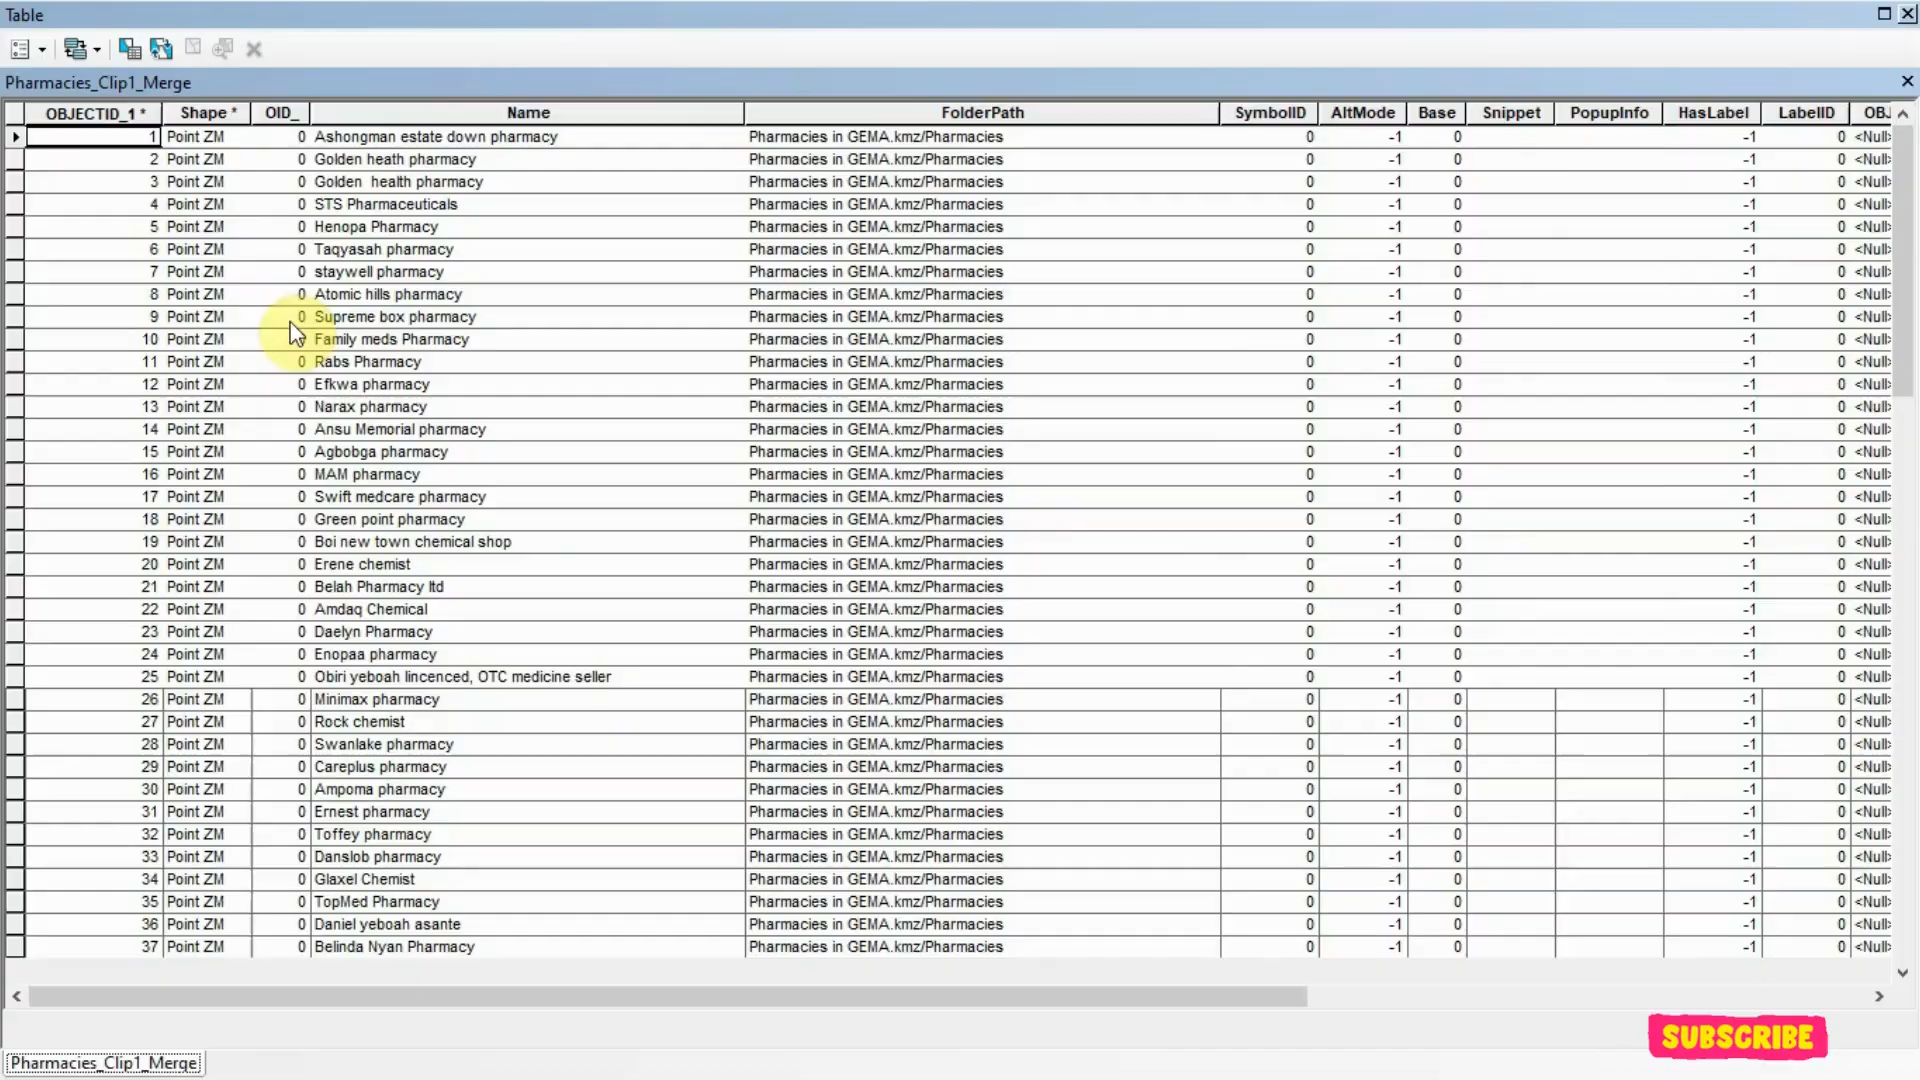 Table
Pharmacies_Clip1_Merge
OBJECTID_1 * Shape * OID_ Name FolderPath SymbolID AltMode Base Snippet PopupInfo HasLabel LabelID OBJ
1 Point ZM 0 Ashongman estate down pharmacy Pharmacies in GEMA.kmz/Pharmacies 0 -1 0 -1 0 <Null>
2 Point ZM 0 Golden heath pharmacy Pharmacies in GEMA.kmz/Pharmacies 0 -1 0 -1 0 <Null>
3 Point ZM 0 Golden  health pharmacy Pharmacies in GEMA.kmz/Pharmacies 0 -1 0 -1 0 <Null>
4 Point ZM 0 STS Pharmaceuticals Pharmacies in GEMA.kmz/Pharmacies 0 -1 0 -1 0 <Null>
5 Point ZM 0 Henopa Pharmacy Pharmacies in GEMA.kmz/Pharmacies 0 -1 0 -1 0 <Null>
6 Point ZM 0 Taqyasah pharmacy Pharmacies in GEMA.kmz/Pharmacies 0 -1 0 -1 0 <Null>
7 Point ZM 0 staywell pharmacy Pharmacies in GEMA.kmz/Pharmacies 0 -1 0 -1 0 <Null>
8 Point ZM 0 Atomic hills pharmacy Pharmacies in GEMA.kmz/Pharmacies 0 -1 0 -1 0 <Null>
9 Point ZM 0 Supreme box pharmacy Pharmacies in GEMA.kmz/Pharmacies 0 -1 0 -1 0 <Null>
10 Point ZM Family meds Pharmacy Pharmacies in GEMA.kmz/Pharmacies 0 -1 0 -1 0 <Null>
11 Point ZM 0 Rabs Pharmacy Pharmacies in GEMA.kmz/Pharmacies 0 -1 0 -1 0 <Null>
12 Point ZM 0 Efkwa pharmacy Pharmacies in GEMA.kmz/Pharmacies 0 -1 0 -1 0 <Null>
13 Point ZM 0 Narax pharmacy Pharmacies in GEMA.kmz/Pharmacies 0 -1 0 -1 0 <Null>
14 Point ZM 0 Ansu Memorial pharmacy Pharmacies in GEMA.kmz/Pharmacies 0 -1 0 -1 0 <Null>
15 Point ZM 0 Agbobga pharmacy Pharmacies in GEMA.kmz/Pharmacies 0 -1 0 -1 0 <Null>
16 Point ZM 0 MAM pharmacy Pharmacies in GEMA.kmz/Pharmacies 0 -1 0 -1 0 <Null>
17 Point ZM 0 Swift medcare pharmacy Pharmacies in GEMA.kmz/Pharmacies 0 -1 0 -1 0 <Null>
18 Point ZM 0 Green point pharmacy Pharmacies in GEMA.kmz/Pharmacies 0 -1 0 -1 0 <Null>
19 Point ZM 0 Boi new town chemical shop Pharmacies in GEMA.kmz/Pharmacies 0 -1 0 -1 0 <Null>
20 Point ZM 0 Erene chemist Pharmacies in GEMA.kmz/Pharmacies 0 -1 0 -1 0 <Null>
21 Point ZM 0 Belah Pharmacy ltd Pharmacies in GEMA.kmz/Pharmacies 0 -1 0 -1 0 <Null>
22 Point ZM 0 Amdaq Chemical Pharmacies in GEMA.kmz/Pharmacies 0 -1 0 -1 0 <Null>
23 Point ZM 0 Daelyn Pharmacy Pharmacies in GEMA.kmz/Pharmacies 0 -1 0 -1 0 <Null>
24 Point ZM 0 Enopaa pharmacy Pharmacies in GEMA.kmz/Pharmacies 0 -1 0 -1 0 <Null>
25 Point ZM 0 Obiri yeboah lincenced, OTC medicine seller Pharmacies in GEMA.kmz/Pharmacies 0 -1 0 -1 0 <Null>
26 Point ZM 0 Minimax pharmacy Pharmacies in GEMA.kmz/Pharmacies 0 -1 0 -1 0 <Null>
27 Point ZM 0 Rock chemist Pharmacies in GEMA.kmz/Pharmacies 0 -1 0 -1 0 <Null>
28 Point ZM 0 Swanlake pharmacy Pharmacies in GEMA.kmz/Pharmacies 0 -1 0 -1 0 <Null>
29 Point ZM 0 Careplus pharmacy Pharmacies in GEMA.kmz/Pharmacies 0 -1 0 -1 0 <Null>
30 Point ZM 0 Ampoma pharmacy Pharmacies in GEMA.kmz/Pharmacies 0 -1 0 -1 0 <Null>
31 Point ZM 0 Ernest pharmacy Pharmacies in GEMA.kmz/Pharmacies 0 -1 0 -1 0 <Null>
32 Point ZM 0 Toffey pharmacy Pharmacies in GEMA.kmz/Pharmacies 0 -1 0 -1 0 <Null>
33 Point ZM 0 Danslob pharmacy Pharmacies in GEMA.kmz/Pharmacies 0 -1 0 -1 0 <Null>
34 Point ZM 0 Glaxel Chemist Pharmacies in GEMA.kmz/Pharmacies 0 -1 0 -1 0 <Null>
35 Point ZM 0 TopMed Pharmacy Pharmacies in GEMA.kmz/Pharmacies 0 -1 0 -1 0 <Null>
36 Point ZM 0 Daniel yeboah asante Pharmacies in GEMA.kmz/Pharmacies 0 -1 0 -1 0 <Null>
37 Point ZM 0 Belinda Nyan Pharmacy Pharmacies in GEMA.kmz/Pharmacies 0 -1 0 -1 0 <Null>
SUBSCRIBE
Pharmacies_Clip1_Merge